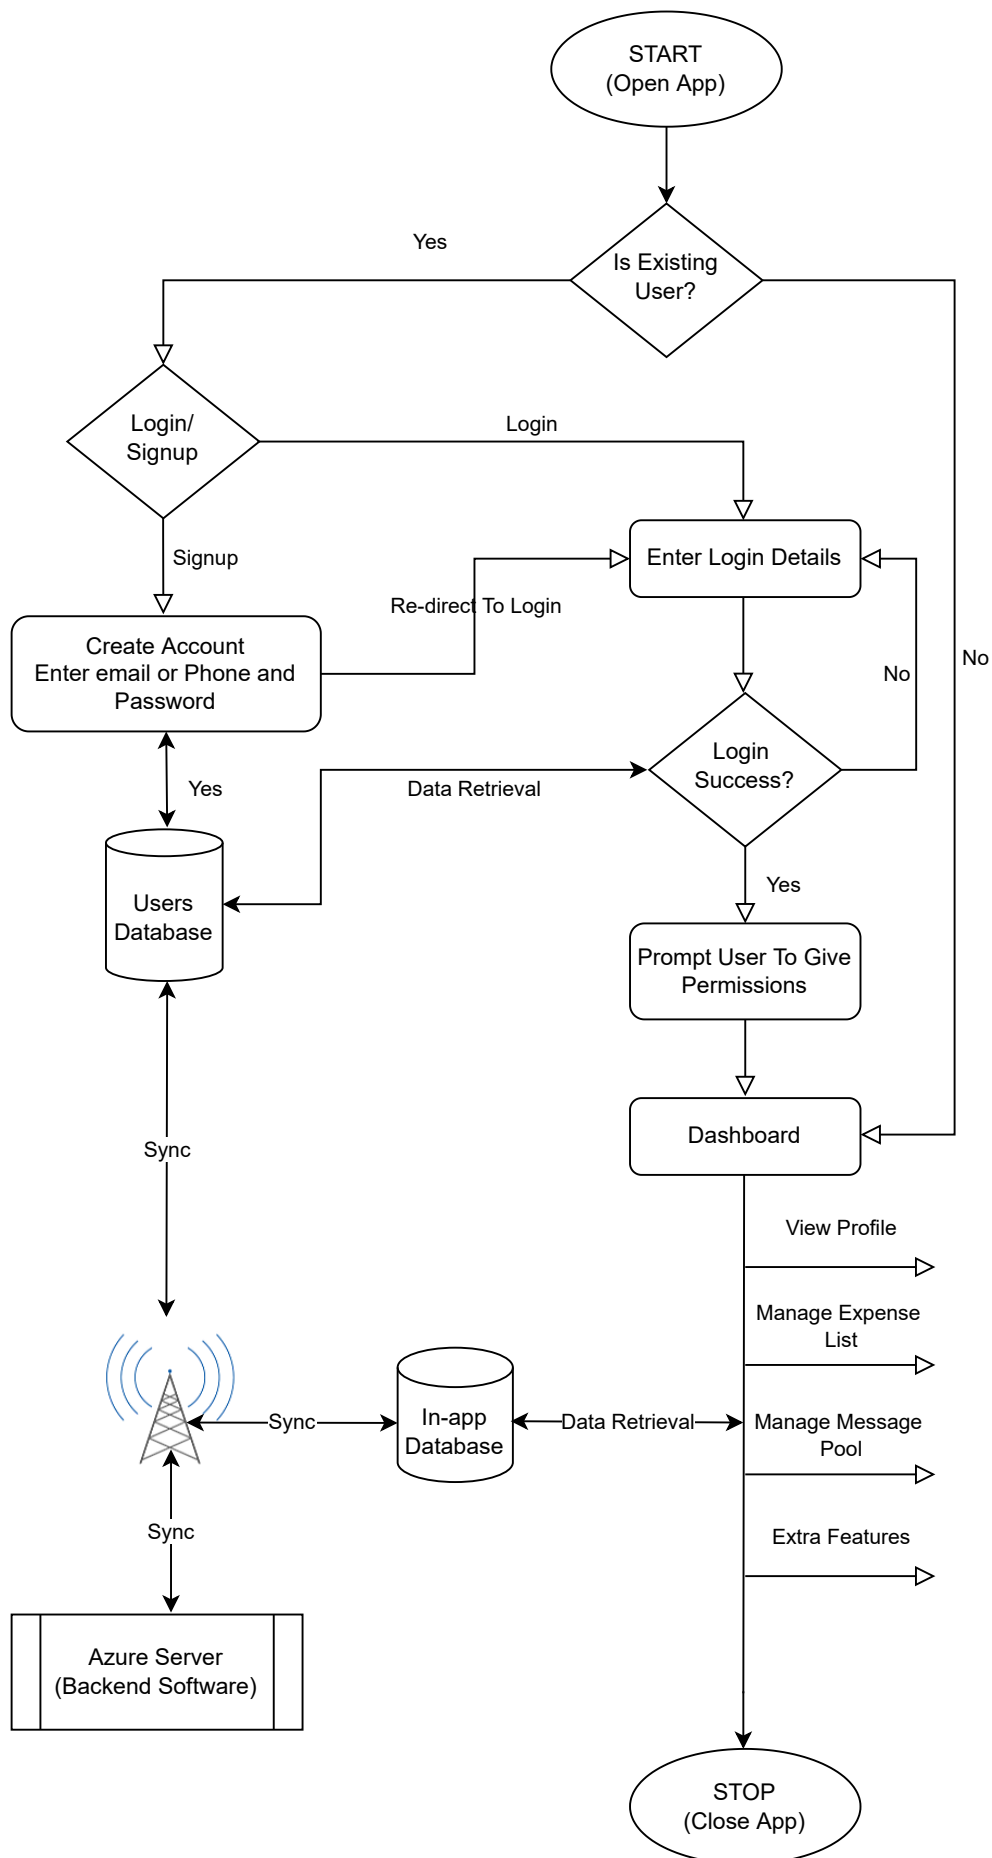 START
(Open App)
Yes
Is Existing
User?
Login/
Signup
Login
Signup
Enter Login Details
Re-direct To Login
Create Account
Enter email or Phone and
Password
No
No
Login
Success?
Yes
Data Retrieval
Users
Database
Yes
Prompt User To Give
Permissions
Dashboard
Sync
View Profile
Manage Expense
List
Sync
In-app
Database
Data Retrieval
Manage Message
Pool
Sync
Extra Features
Azure Server
(Backend Software)
STOP
(Close App)